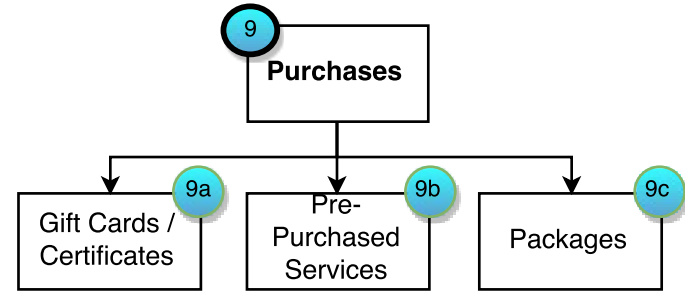 9
Purchases
9a
9b
9c
Gift Cards /
Certificates
Pre-
Purchased
Services
Packages